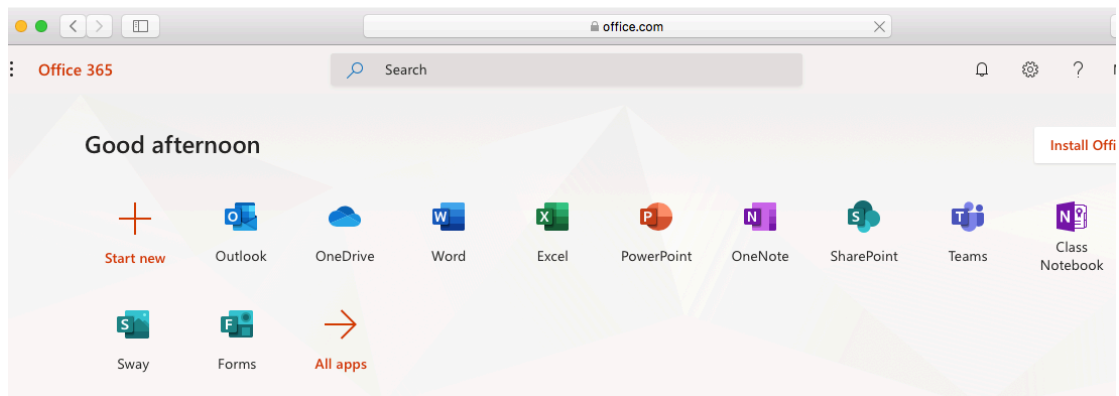 office.com
Office 365
Search
?
Good afternoon
Install Offi
Start new
O
Outlook
OneDrive
W
Word
X
Excel
P
PowerPoint
N
OneNote
S
SharePoint
T
Teams
N
Class
Notebook
S
Sway
F
Forms
All apps